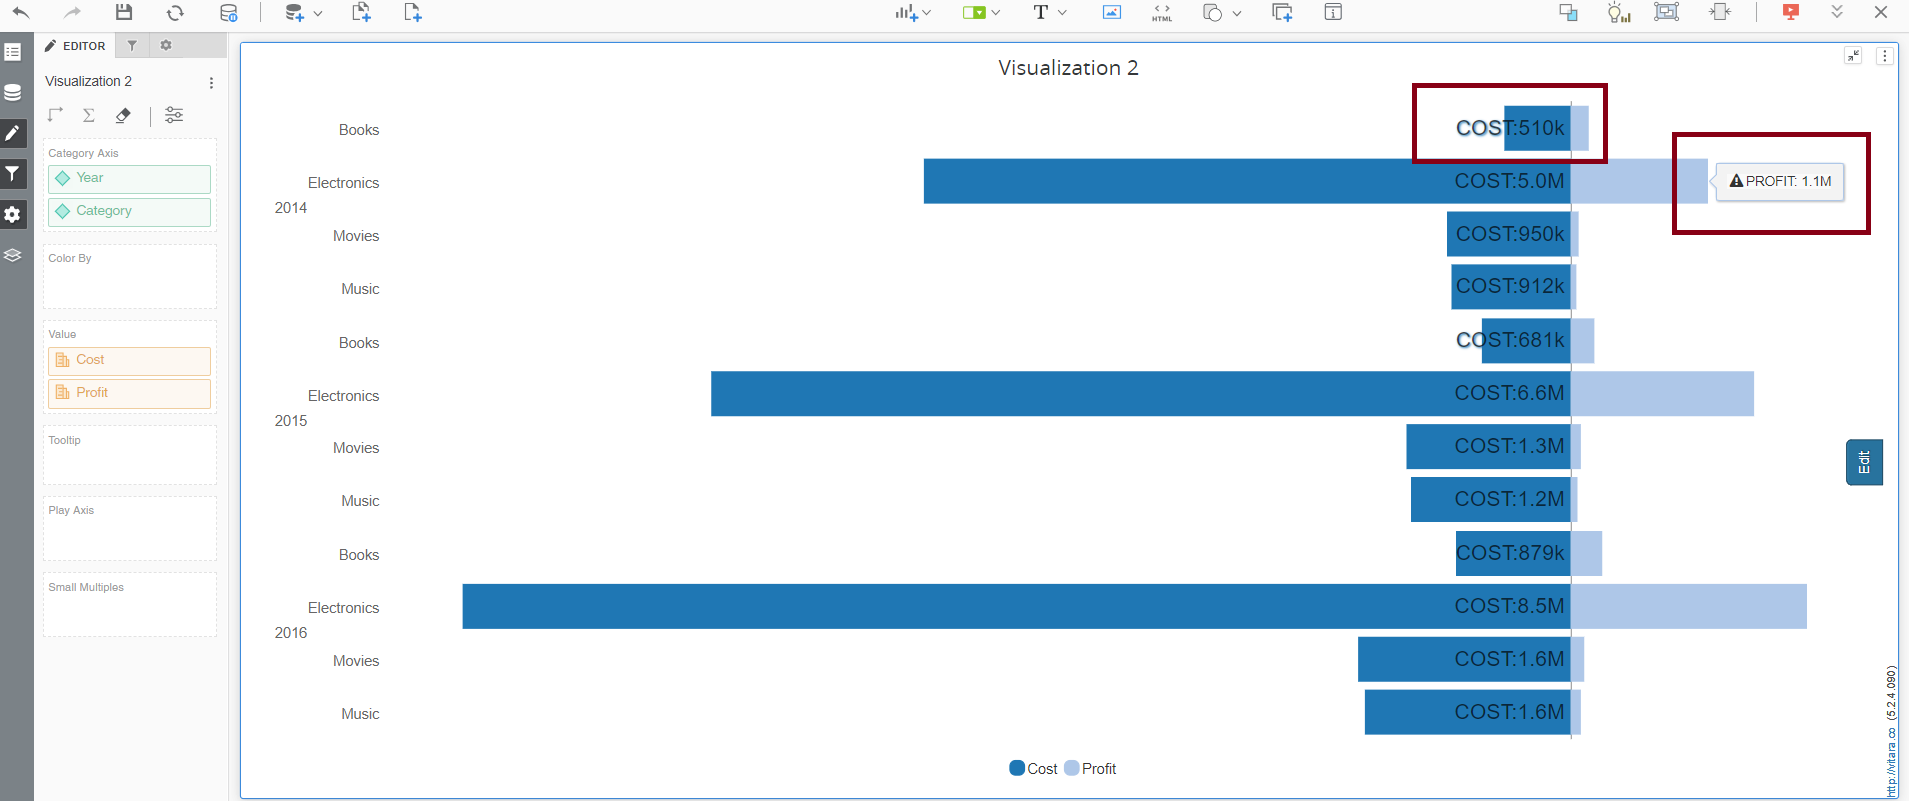 HTML
EDITOR
Visualization 2
Category Axis
Year
Category
Color By
Value
Cost
Profit
Tooltip
Play Axis
Small Multiples
Visualization 2
Books
COST:510k
Electronics
COST:5.0M
PROFIT: 1.1M
2014
Movies
COST:950k
Music
COST:912k
Books
COST:681k
Electronics
COST:6.6M
2015
Movies
COST:1.3M
Music
COST:1.2M
Books
COST:879k
Electronics
COST:8.5M
2016
Movies
COST:1.6M
Music
COST:1.6M
Cost Profit
Edit
http://vitara.co (5.2.4.090)